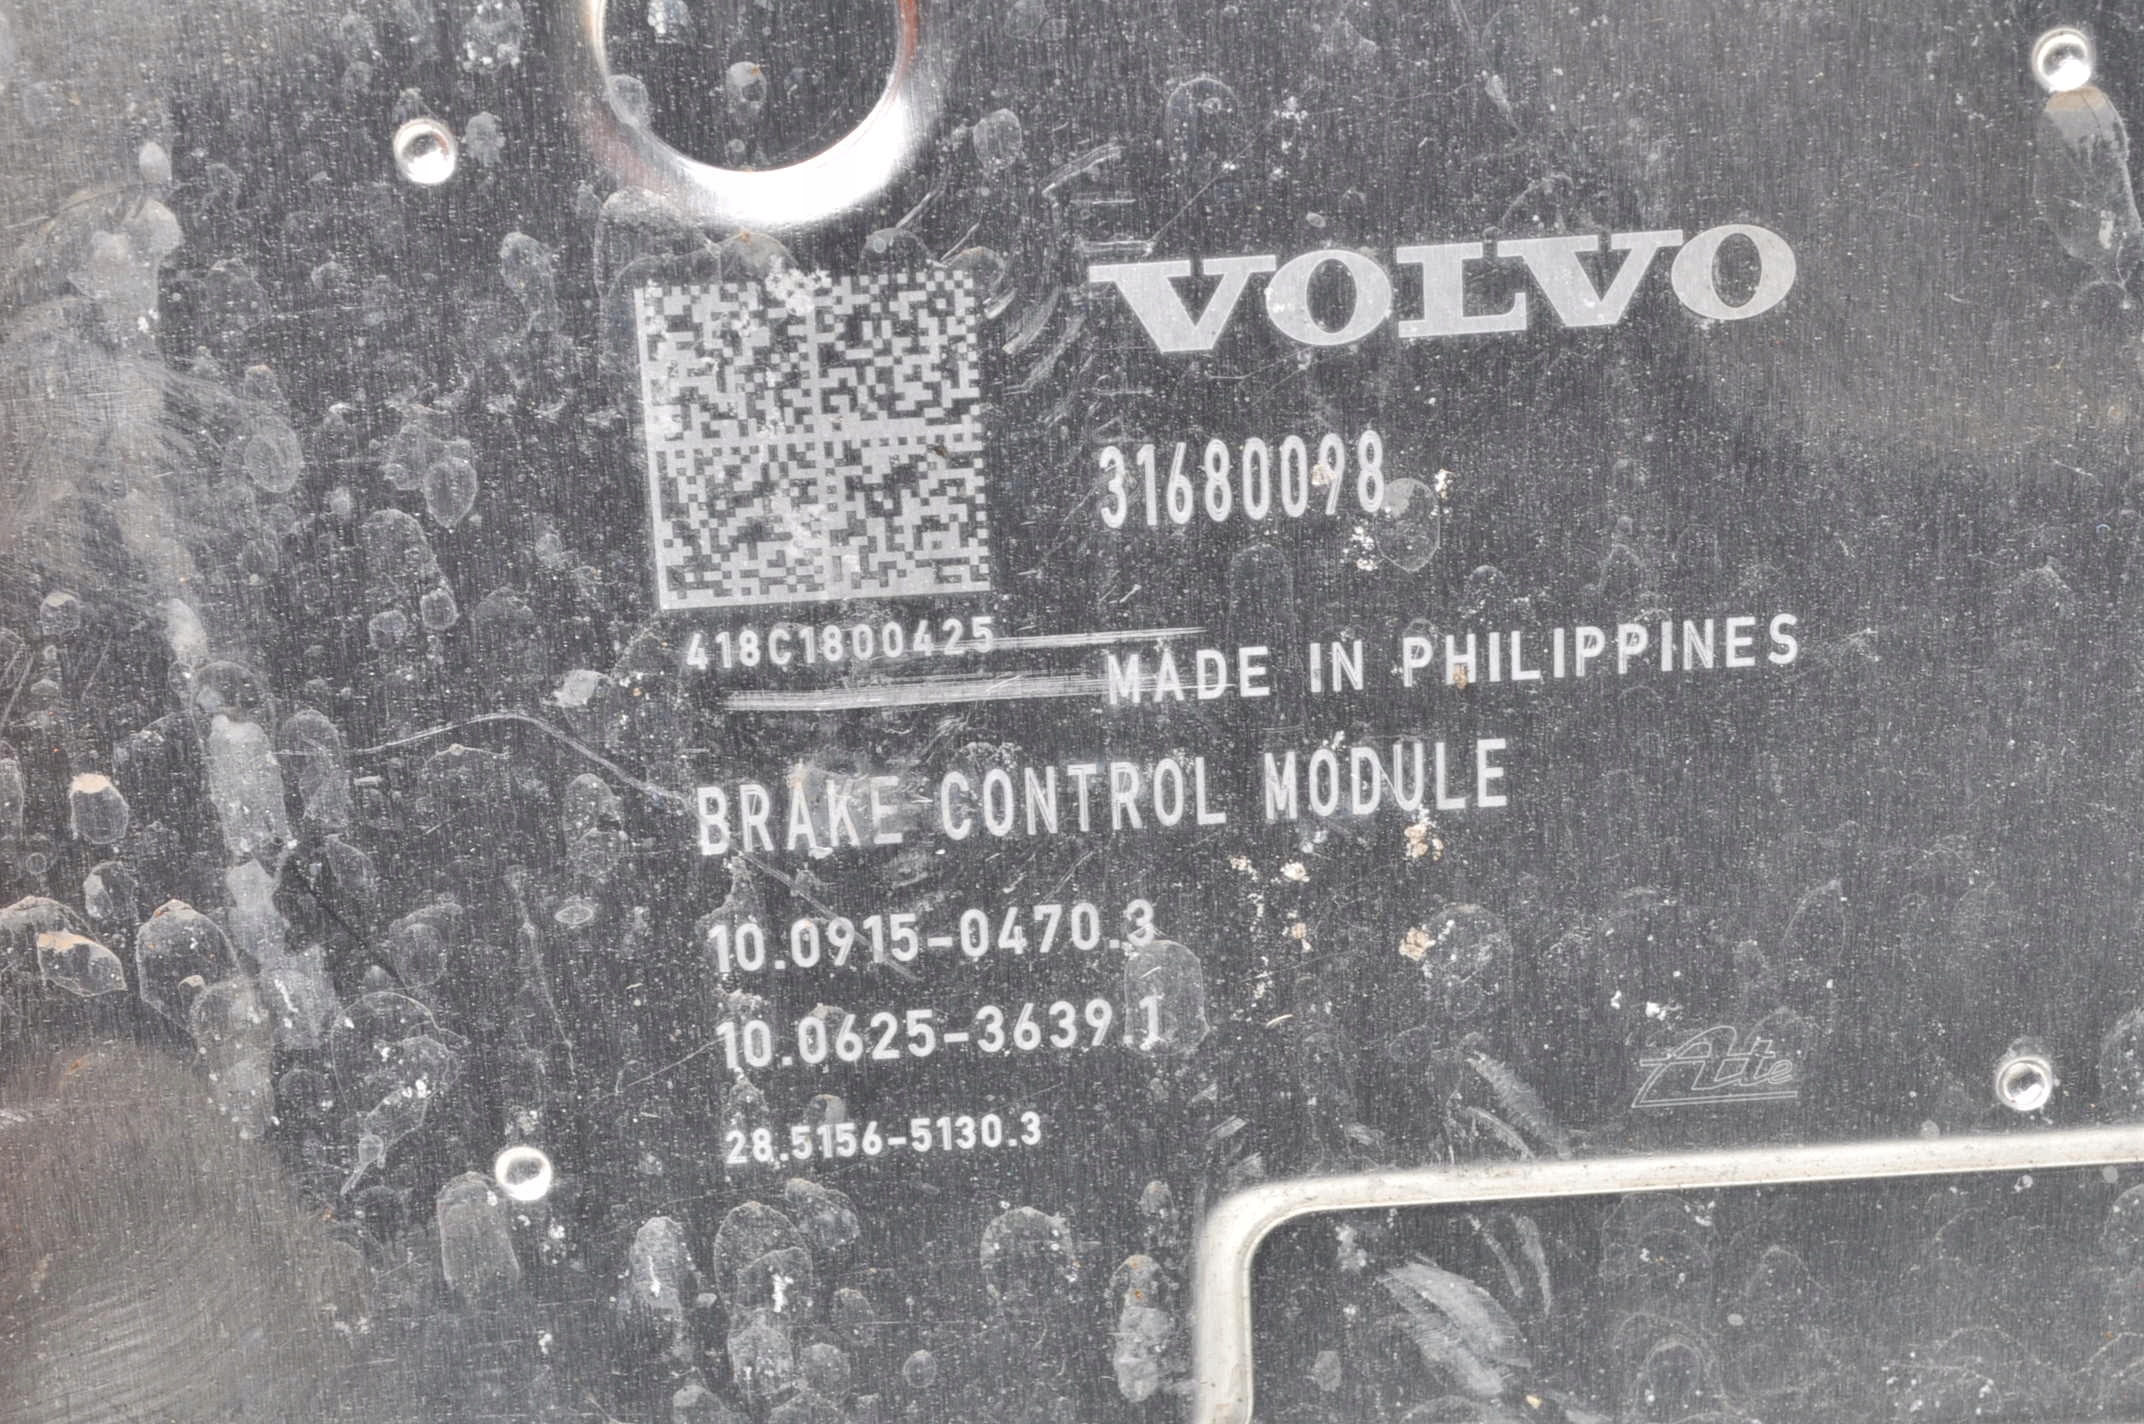 VOLVO
31680098
418C1800425
MADE IN PHILIPPINES
BRAKE CONTROL MODULE
10.0915-0470.3
10.0625-3639.1
28.5156-5130.3
Ate